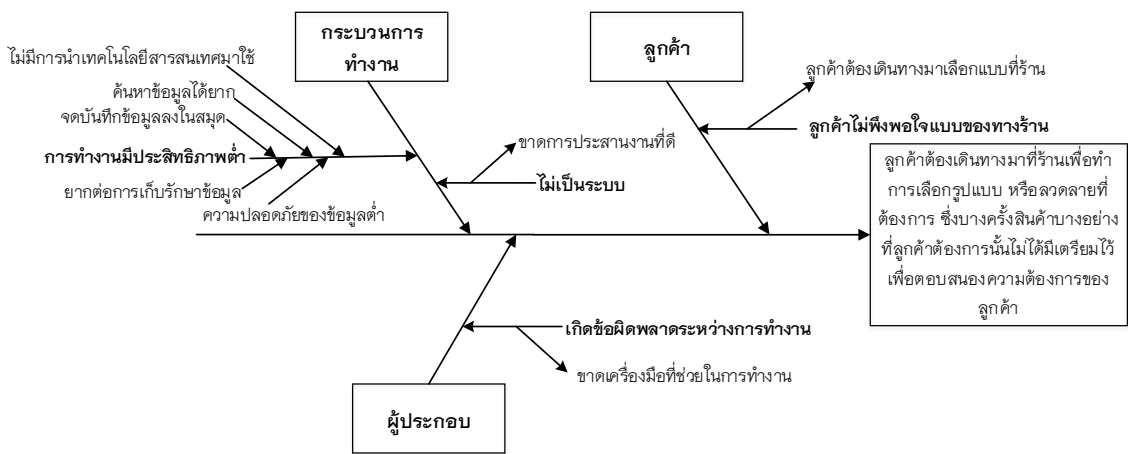 กระบวนการ
ทำงาน
ลูกค้า
ไม่มีการนำเทคโนโลยีสารสนเทศมาใช้
ค้นหาข้อมูลได้ยาก
จดบันทึกข้อมูลลงในสมุด
การทำงานมีประสิทธิภาพต่ำ
ยากต่อการเก็บรักษาข้อมูล
ความปลอดภัยของข้อมูลต่ำ
ขาดการประสานงานที่ดี
ไม่เป็นระบบ
ลูกค้าต้องเดินทางมาเลือกแบบที่ร้าน
ลูกค้าไม่พึงพอใจแบบของทางร้าน
ลูกค้าต้องเดินทางมาที่ร้านเพื่อทำ
การเลือกรูปแบบ หรือลวดลายที่
ต้องการ ซึ่งบางครั้งสินค้าบางอย่าง
ที่ลูกค้าต้องการนั้นไม่ได้มีเตรียมไว้
เพื่อตอบสนองความต้องการของ
ลูกค้า
เกิดข้อผิดพลาดระหว่างการทำงาน
ขาดเครื่องมือที่ช่วยในการทำงาน
ผู้ประกอบ